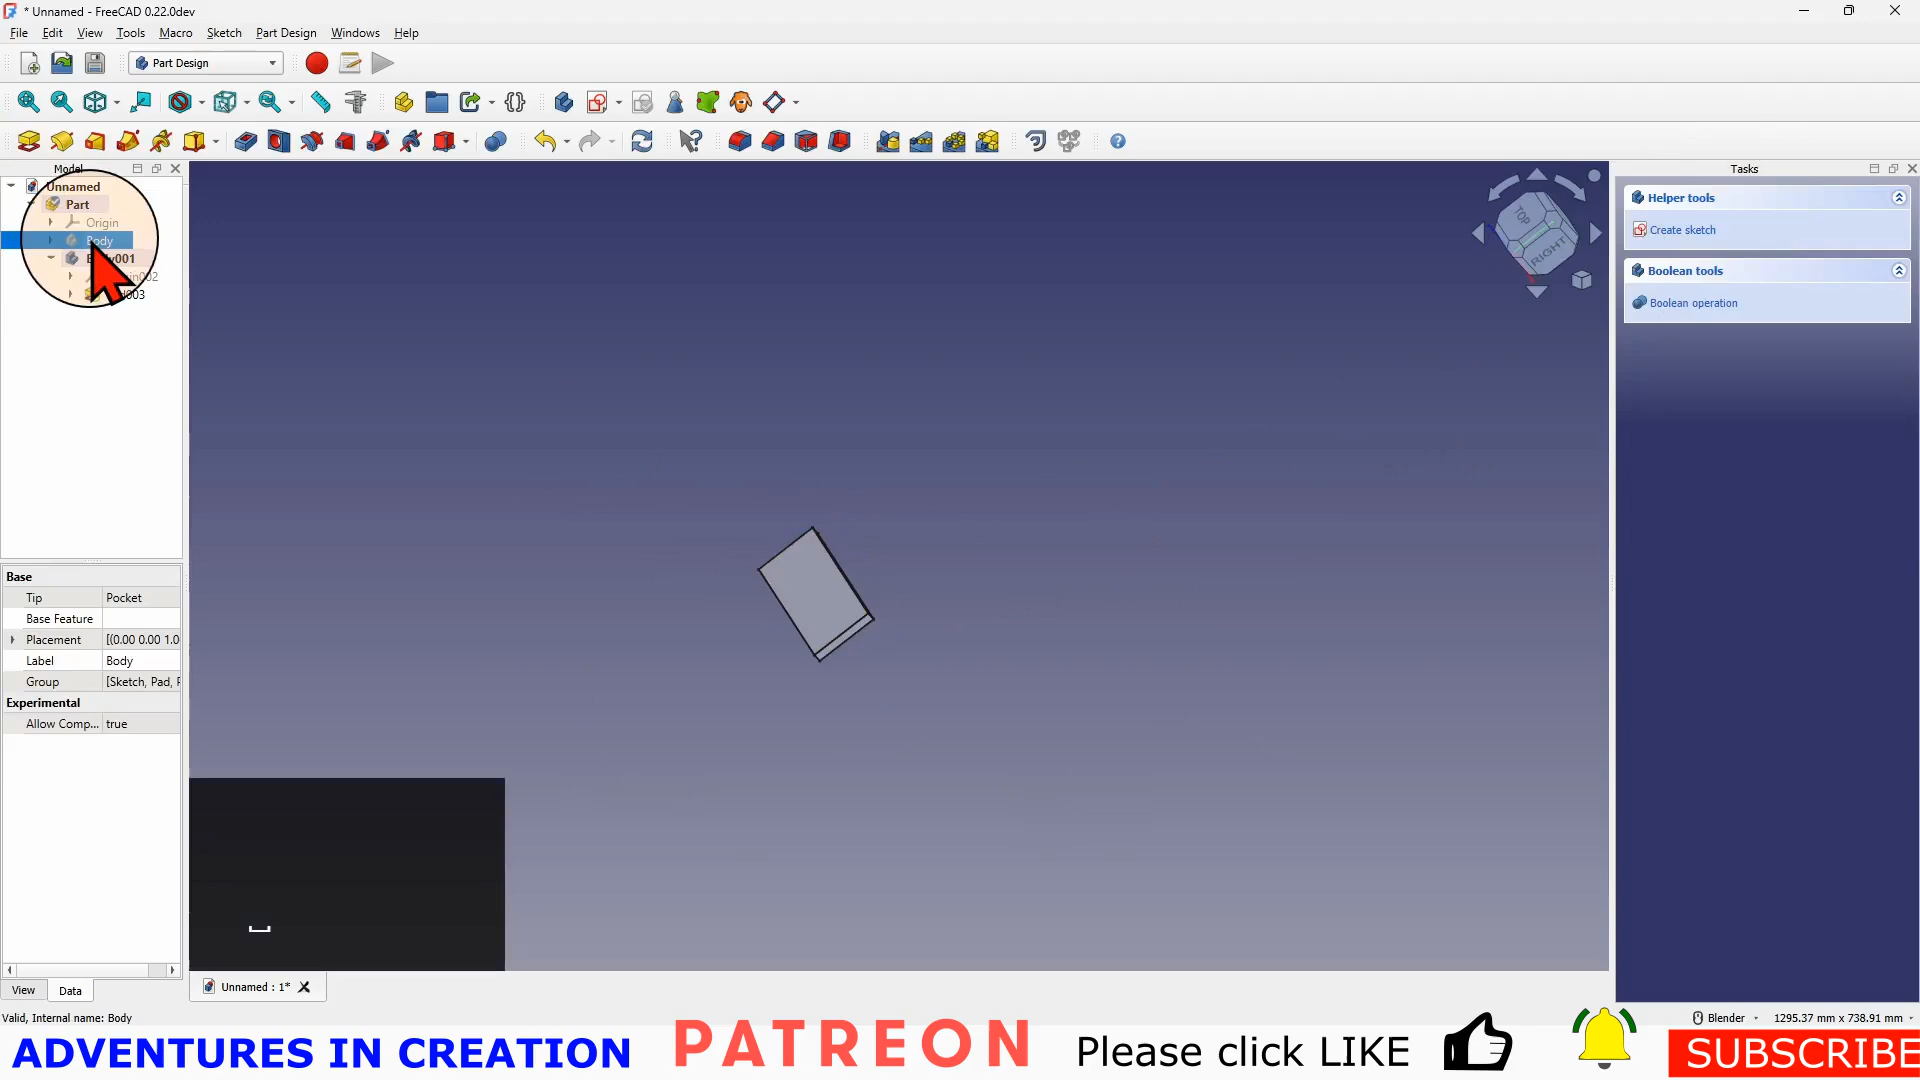 * Unnamed - FreeCAD 0.22.0dev
File Edit View Tools Macro Sketch Part Design Windows Help
Part Design
Model
Unnamed
Part
Origin
Body
Base
Tip Pocket
Base Feature
Placement [(0.00 0.00 1.0
Label Body
Group [Sketch, Pad, P
Experimental
Allow Comp... true
View Data
TOP
RIGHT
Tasks
Helper tools
Create sketch
Boolean tools
Boolean operation
Unnamed : 1*
Valid, Internal name: Body
Blender 1295.37 mm x 738.91 mm
ADVENTURES IN CREATION PATREON Please click LIKE SUBSCRIBE